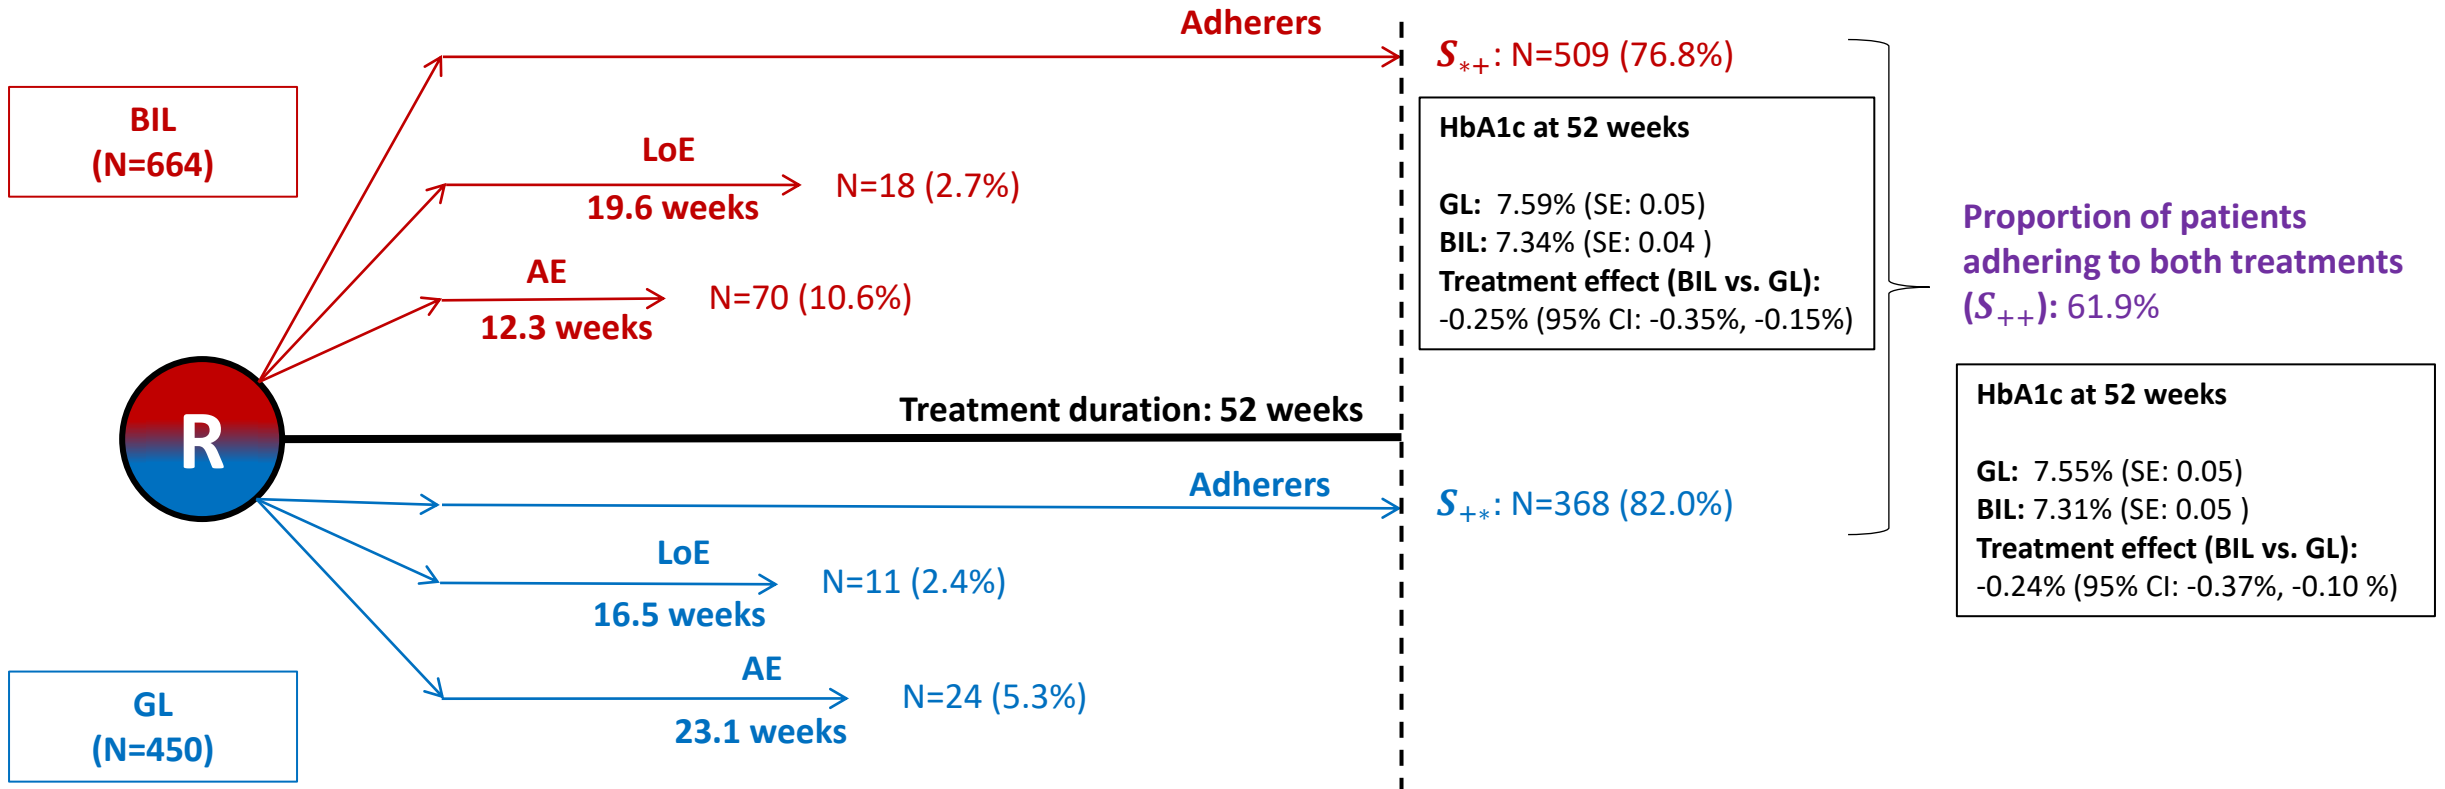 Adherers
S*+: N=509 (76.8%)
BIL
(N=664)
LoE
19.6 weeks
N=18 (2.7%)
AE
12.3 weeks
N=70 (10.6%)
HbA1c at 52 weeks
GL: 7.59% (SE: 0.05)
BIL: 7.34% (SE: 0.04 )
Treatment effect (BIL vs. GL):
-0.25% (95% CI: -0.35%, -0.15%)
Proportion of patients
adhering to both treatments
(S++): 61.9%
R
Treatment duration: 52 weeks
HbA1c at 52 weeks
GL: 7.55% (SE: 0.05)
BIL: 7.31% (SE: 0.05 )
Treatment effect (BIL vs. GL):
-0.24% (95% CI: -0.37%, -0.10 %)
Adherers
S+*: N=368 (82.0%)
LoE
16.5 weeks
N=11 (2.4%)
AE
23.1 weeks
N=24 (5.3%)
GL
(N=450)